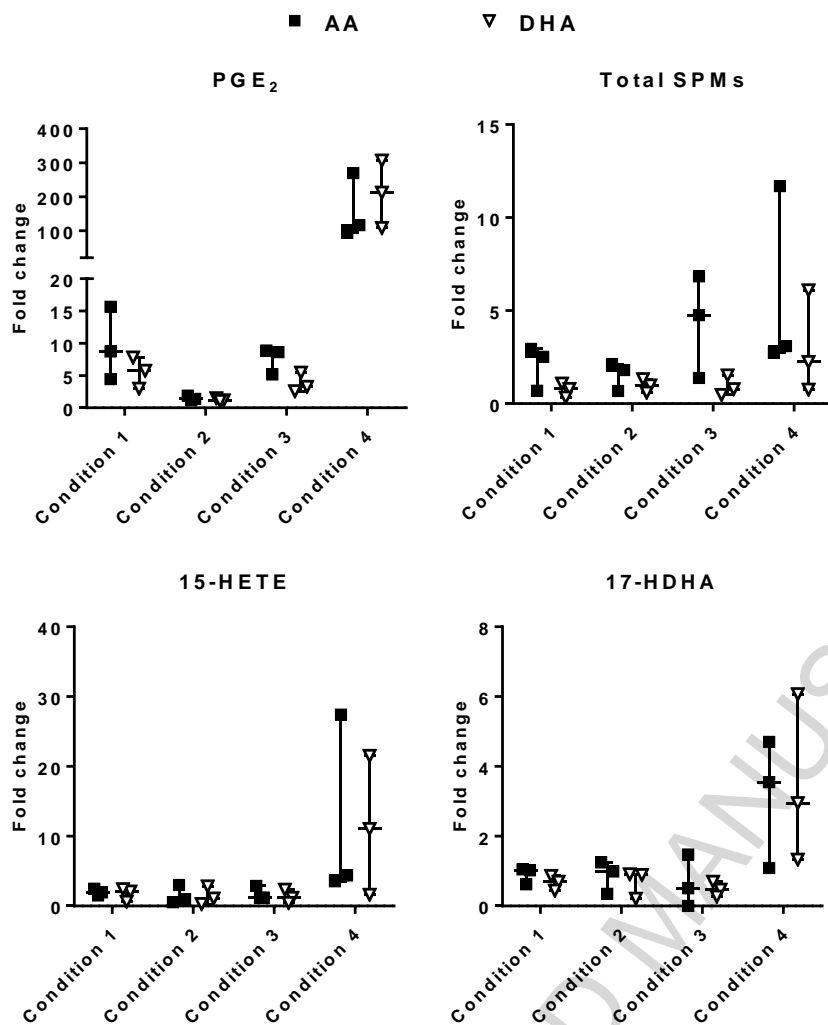 AA DHA
PGE₂
Fold change
400
300
200
100
20
15
10
5
0
Condition 1
Condition 2
Condition 3
Condition 4
Total SPMs
Fold change
15
10
5
0
Condition 1
Condition 2
Condition 3
Condition 4
15-HETE
Fold change
40
30
20
10
0
Condition 1
Condition 2
Condition 3
Condition 4
17-HDHA
Fold change
8
6
4
2
0
Condition 1
Condition 2
Condition 3
Condition 4
D MANUS